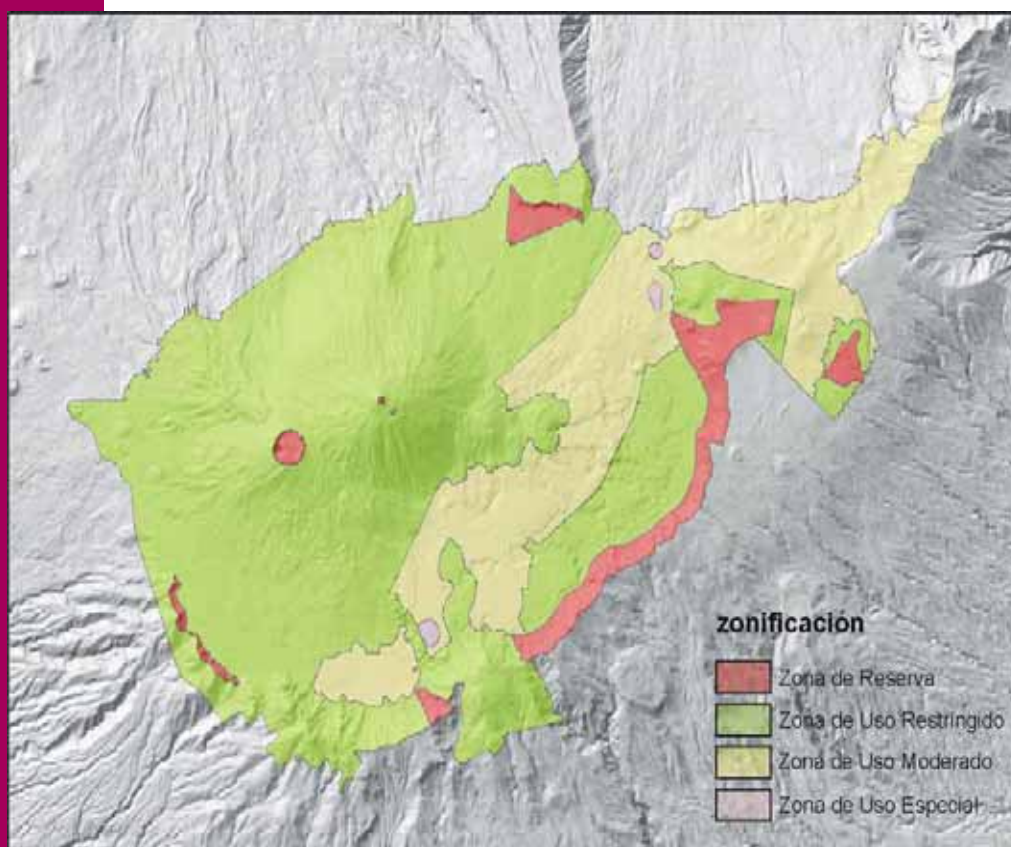 zonificación
Zona de Reserva
Zona de Uso Restringido
Zona de Uso Moderado
Zona de Uso Especial